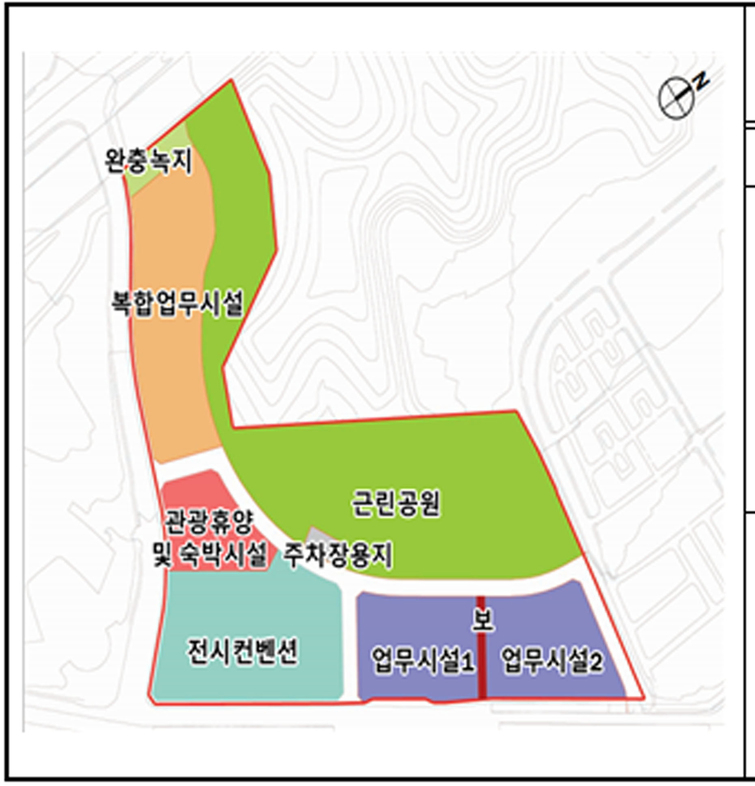 N
완충녹지
복합업무시설
근린공원
관광휴양
및 숙박시설
주차장용지
보
전시컨벤션
업무시설1
업무시설2